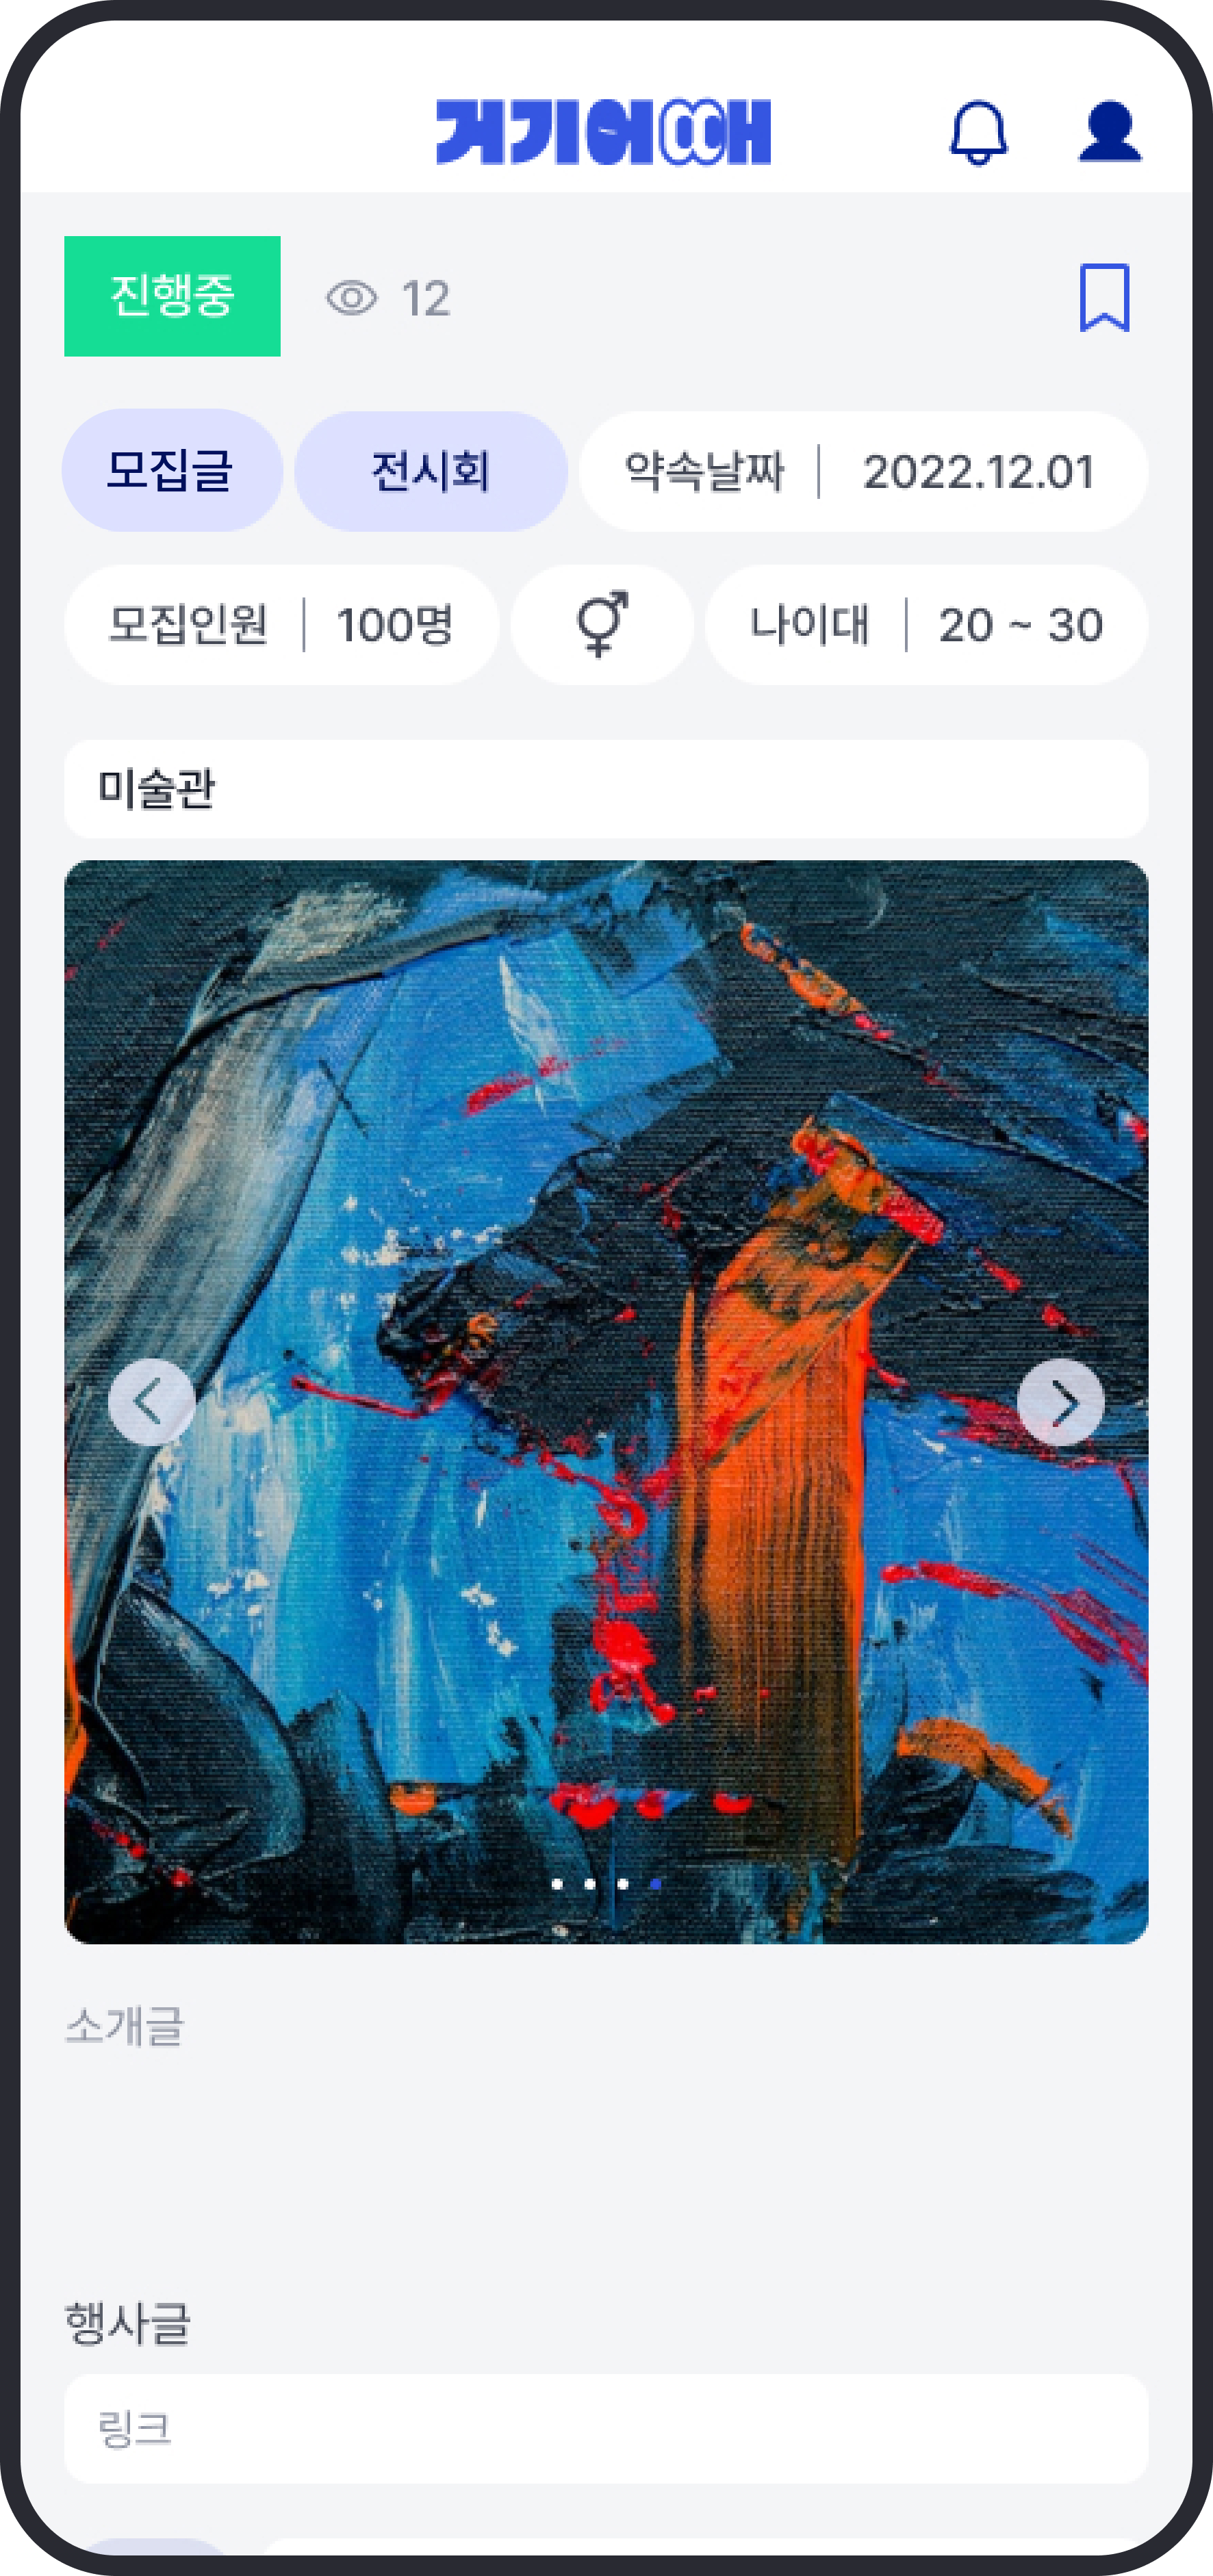 거기어때
진행중 12
모집글 전시회 약속날짜 2022.12.01
모집인원 100명 나이대 20 ~ 30
미술관
소개글
행사글
링크